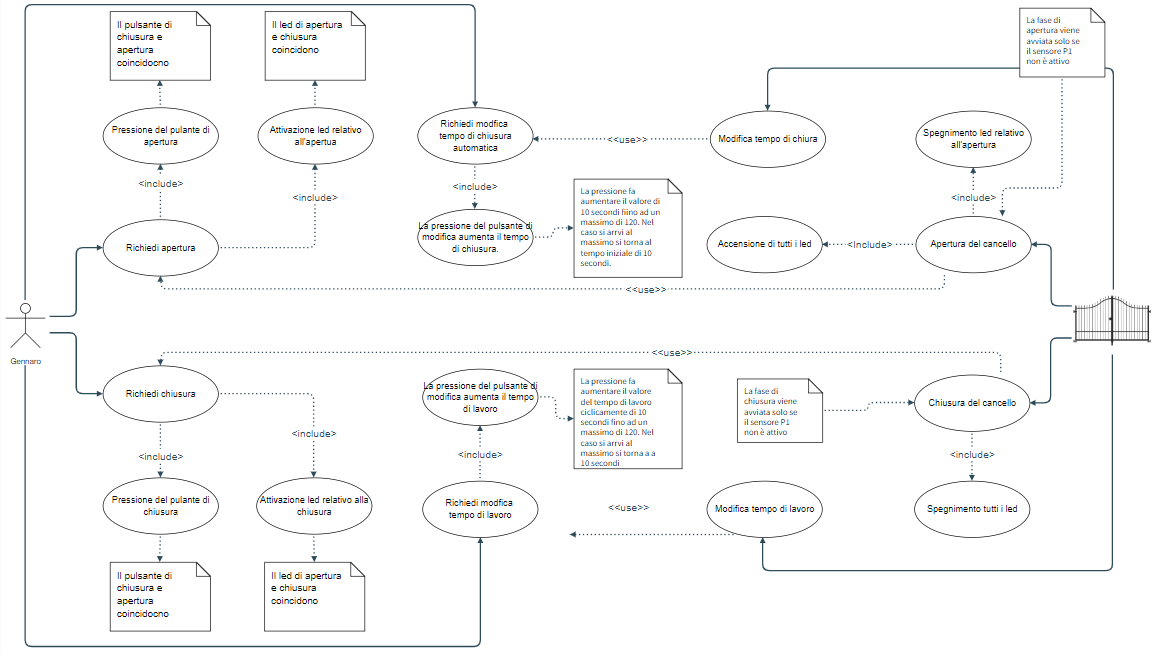 Il pulsante di
chiusura e
apertura
coincidocno
Il led di apertura
e chiusura
coincidono
La fase di
apertura viene
avviata solo se
il sensore P1
non è attivo
Pressione del pulante di
apertura
Attivazione led relativo
all'apertua
Richiedi modfica
tempo di chiusura
automatica
<<use>>
Modifica tempo di chiura
Spegnimento led relativo
all'apertura
<include>
<include>
<include>
<include>
La pressione fa
aumentare il valore di
10 secondi fiino ad un
massimo di 120. Nel
caso si arrvi al
massimo si torna al
tempo iniziale di 10
secondi.
La pressione del pulsante di
modifica aumenta il tempo
di chiusura.
Richiedi apertura
Accensione di tutti i led
<Include>
Apertura del cancello
<<use>>
Gennaro
<<use>>
Richiedi chiusura
La pressione del pulsante di
modifica aumenta il tempo
di lavoro
La pressione fa
aumentare il valore
del tempo di lavoro
ciclicamente di 10
secondi fino ad un
massimo di 120. Nel
caso si arrvi al
massimo si torna a a
10 secondi
La fase di
chiusura viene
avviata solo se
il sensore P1
non è attivo
Chiusura del cancello
<include>
<include>
<include>
<include>
Pressione del pulante di
chiusura
Attivazione led relativo alla
chiusura
Richiedi modfica
tempo di lavoro
<<use>>
Modifica tempo di lavoro
Spegnimento tutti i led
Il pulsante di
chiusura e
apertura
coincidocno
Il led di apertura
e chiusura
coincidono